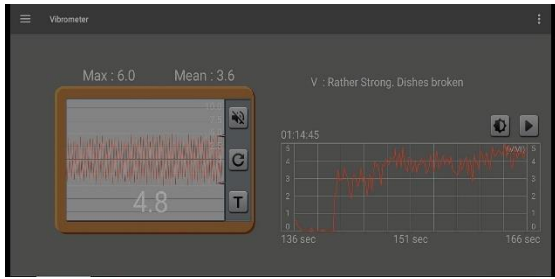 Vibrometer
Max : 6.0 Mean : 3.6
V : Rather Strong. Dishes broken
4.8
T
01:14:45
5 5
4 4
3 3
2 2
1 1
0 0
136 sec 151 sec 166 sec